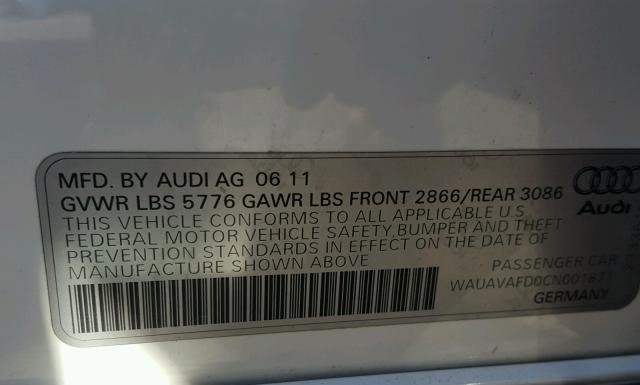 MFD. BY AUDI AG 06 11
GVWR LBS 5776 GAWR LBS FRONT 2866/REAR 3086
THIS VEHICLE CONFORMS TO ALL APPLICABLE U.S.
FEDERAL MOTOR VEHICLE SAFETY, BUMPER AND THEFT
PREVENTION STANDARDS IN EFFECT ON THE DATE OF
MANUFACTURE SHOWN ABOVE
Audi
PASSENGER CAR
WAUAVAFD0CN001871
GERMANY